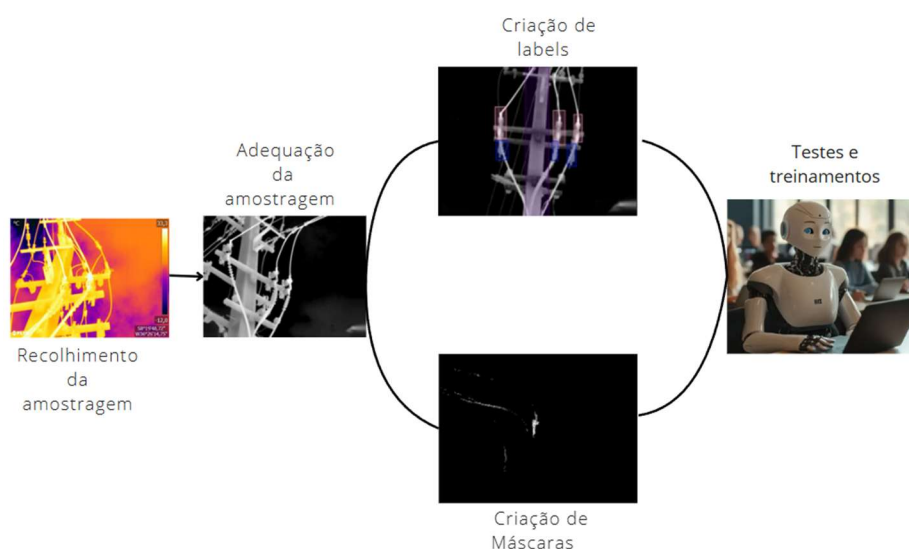 Criação de
labels
Adequação
da
amostragem
Testes e
treinamentos
Recolhimento
da
amostragem
Criação de
Máscaras